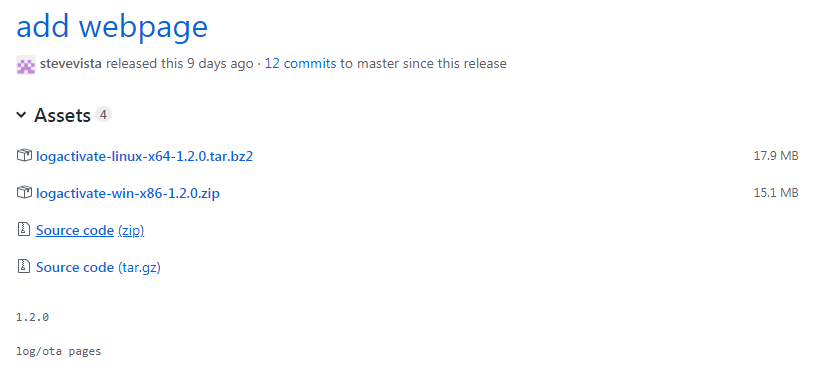 add webpage
stevevista released this 9 days ago · 12 commits to master since this release
Assets 4
logactivate-linux-x64-1.2.0.tar.bz2 17.9 MB
logactivate-win-x86-1.2.0.zip 15.1 MB
Source code (zip)
Source code (tar.gz)
1.2.0
log/ota pages